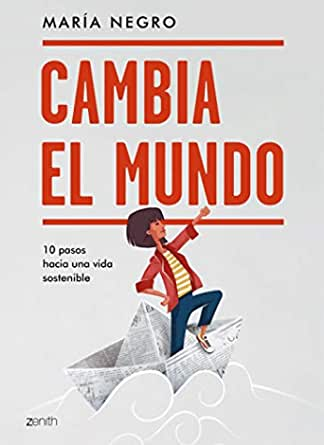 MARÍA NEGRO
CAMBIA
EL MUNDO
10 pasos
hacia una vida
sostenible
zenith